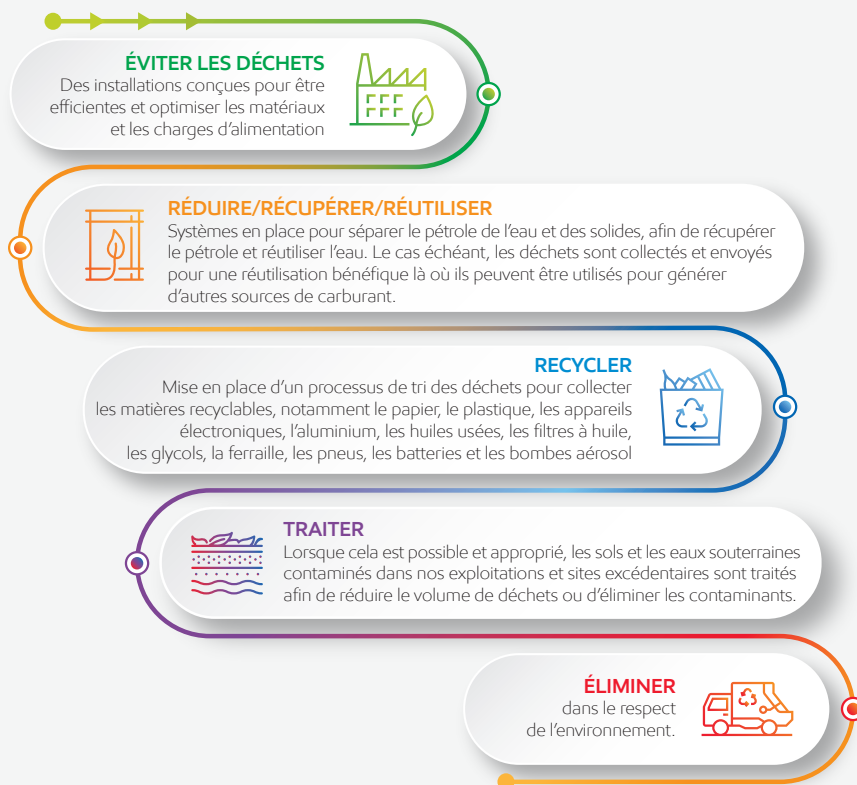 ÉVITER LES DÉCHETS
Des installations conçues pour être
efficientes et optimiser les matériaux
et les charges d’alimentation
RÉDUIRE/RÉCUPÉRER/RÉUTILISER
Systèmes en place pour séparer le pétrole de l’eau et des solides, afin de récupérer
le pétrole et réutiliser l’eau. Le cas échéant, les déchets sont collectés et envoyés
pour une réutilisation bénéfique là où ils peuvent être utilisés pour générer
d’autres sources de carburant.
RECYCLER
Mise en place d’un processus de tri des déchets pour collecter
les matières recyclables, notamment le papier, le plastique, les appareils
électroniques, l’aluminium, les huiles usées, les filtres à huile,
les glycols, la ferraille, les pneus, les batteries et les bombes aérosol
TRAITER
Lorsque cela est possible et approprié, les sols et les eaux souterraines
contaminés dans nos exploitations et sites excédentaires sont traités
afin de réduire le volume de déchets ou d’éliminer les contaminants.
ÉLIMINER
dans le respect
de l’environnement.